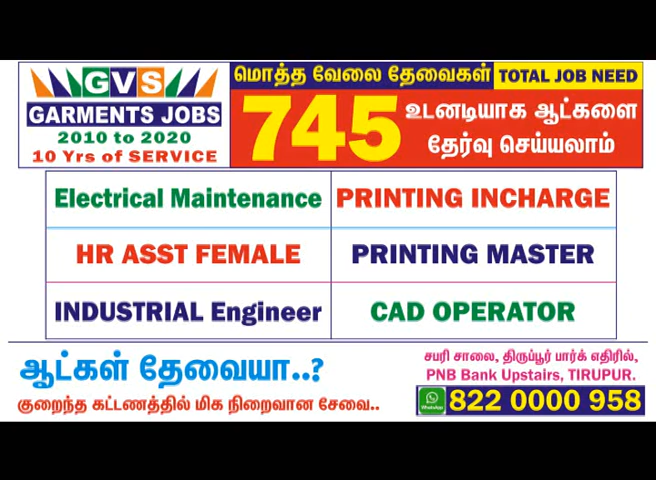 GVS
GARMENTS JOBS
2010 to 2020
10 Yrs of SERVICE
மொத்த வேலை தேவைகள்
TOTAL JOB NEED
745
உடனடியாக ஆட்களை
தேர்வு செய்யலாம்
Electrical Maintenance
PRINTING INCHARGE
HR ASST FEMALE
PRINTING MASTER
INDUSTRIAL Engineer
CAD OPERATOR
ஆட்கள் தேவையா..?
குறைந்த கட்டணத்தில் மிக நிறைவான சேவை..
சபரி சாலை, திருப்பூர் பார்க் எதிரில்,
PNB Bank Upstairs, TIRUPUR.
WhatsApp
822 0000 958